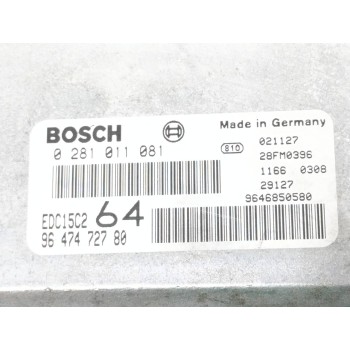 BOSCH
Made in Germany
0 281 011 081
810
021127
28FM0396
1166 0308
29127
EDC15C2 64
9646850580
96 474 727 80